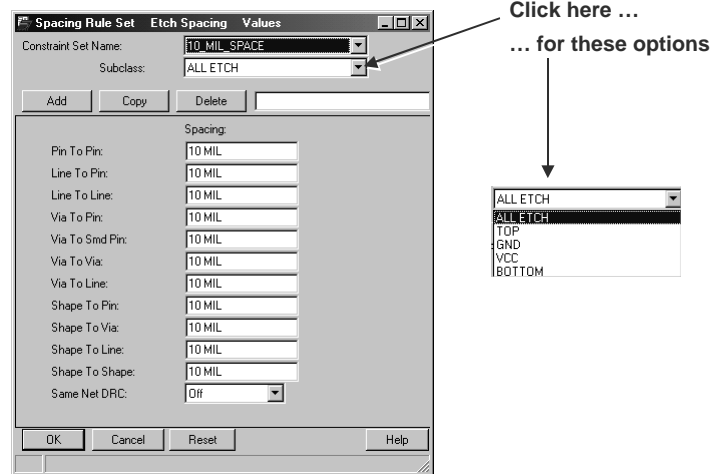 Spacing Rule Set Etch Spacing Values
Click here …
… for these options
Constraint Set Name: 10_MIL_SPACE
Subclass: ALL ETCH
Add Copy Delete
Spacing:
Pin To Pin: 10 MIL
Line To Pin: 10 MIL
Line To Line: 10 MIL
Via To Pin: 10 MIL
Via To Smd Pin: 10 MIL
Via To Via: 10 MIL
Via To Line: 10 MIL
Shape To Pin: 10 MIL
Shape To Via: 10 MIL
Shape To Line: 10 MIL
Shape To Shape: 10 MIL
Same Net DRC: Off
OK Cancel Reset Help
ALL ETCH
ALL ETCH
TOP
GND
VCC
BOTTOM